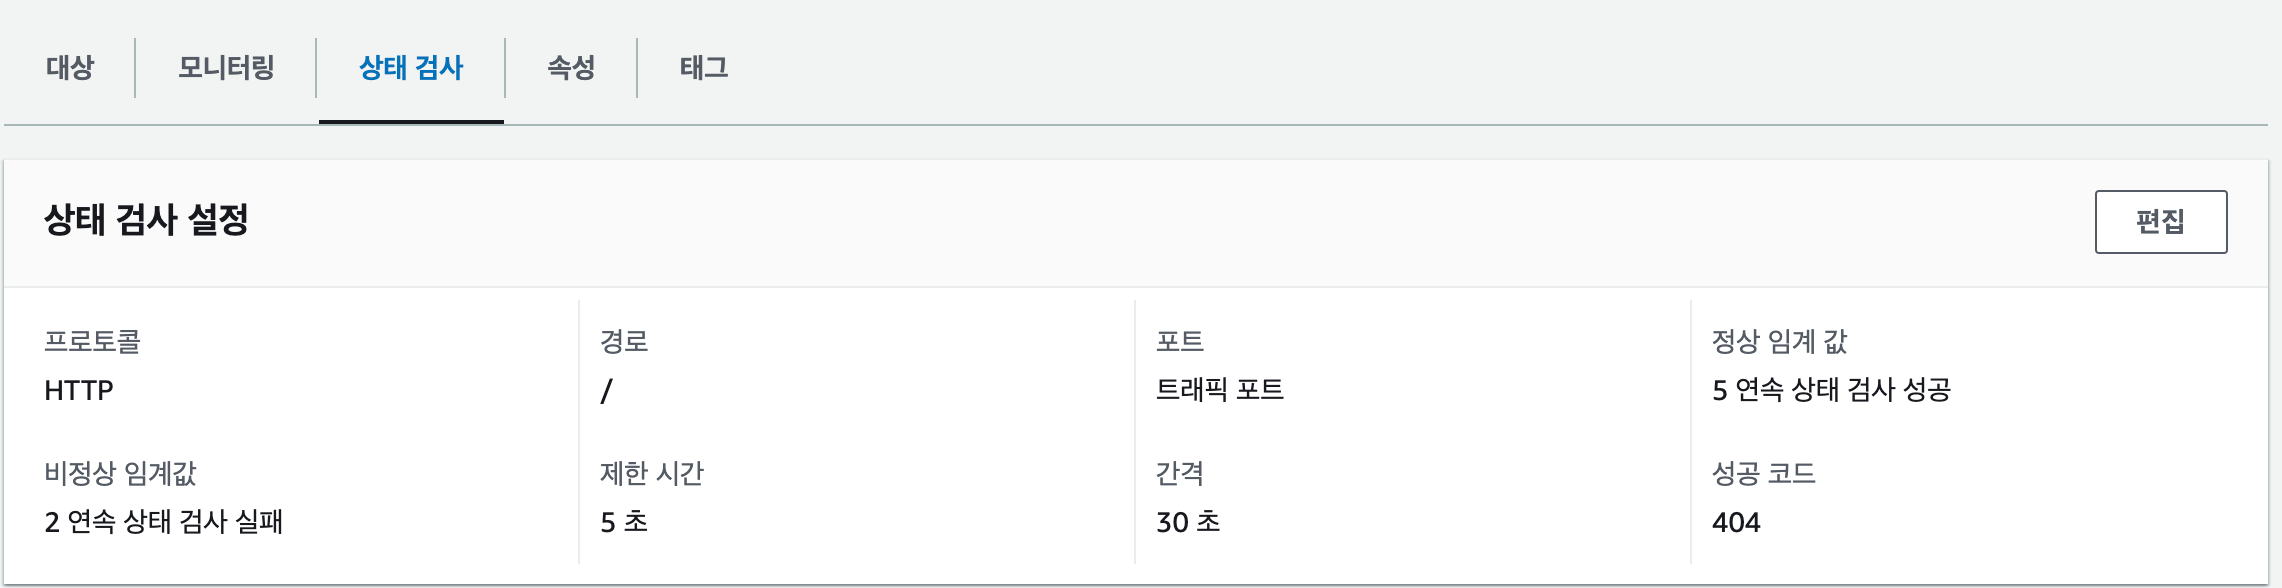 대상
모니터링
상태 검사
속성
태그
상태 검사 설정
편집
프로토콜
HTTP
경로
/
포트
트래픽 포트
정상 임계 값
5 연속 상태 검사 성공
비정상 임계값
2 연속 상태 검사 실패
제한 시간
5 초
간격
30 초
성공 코드
404